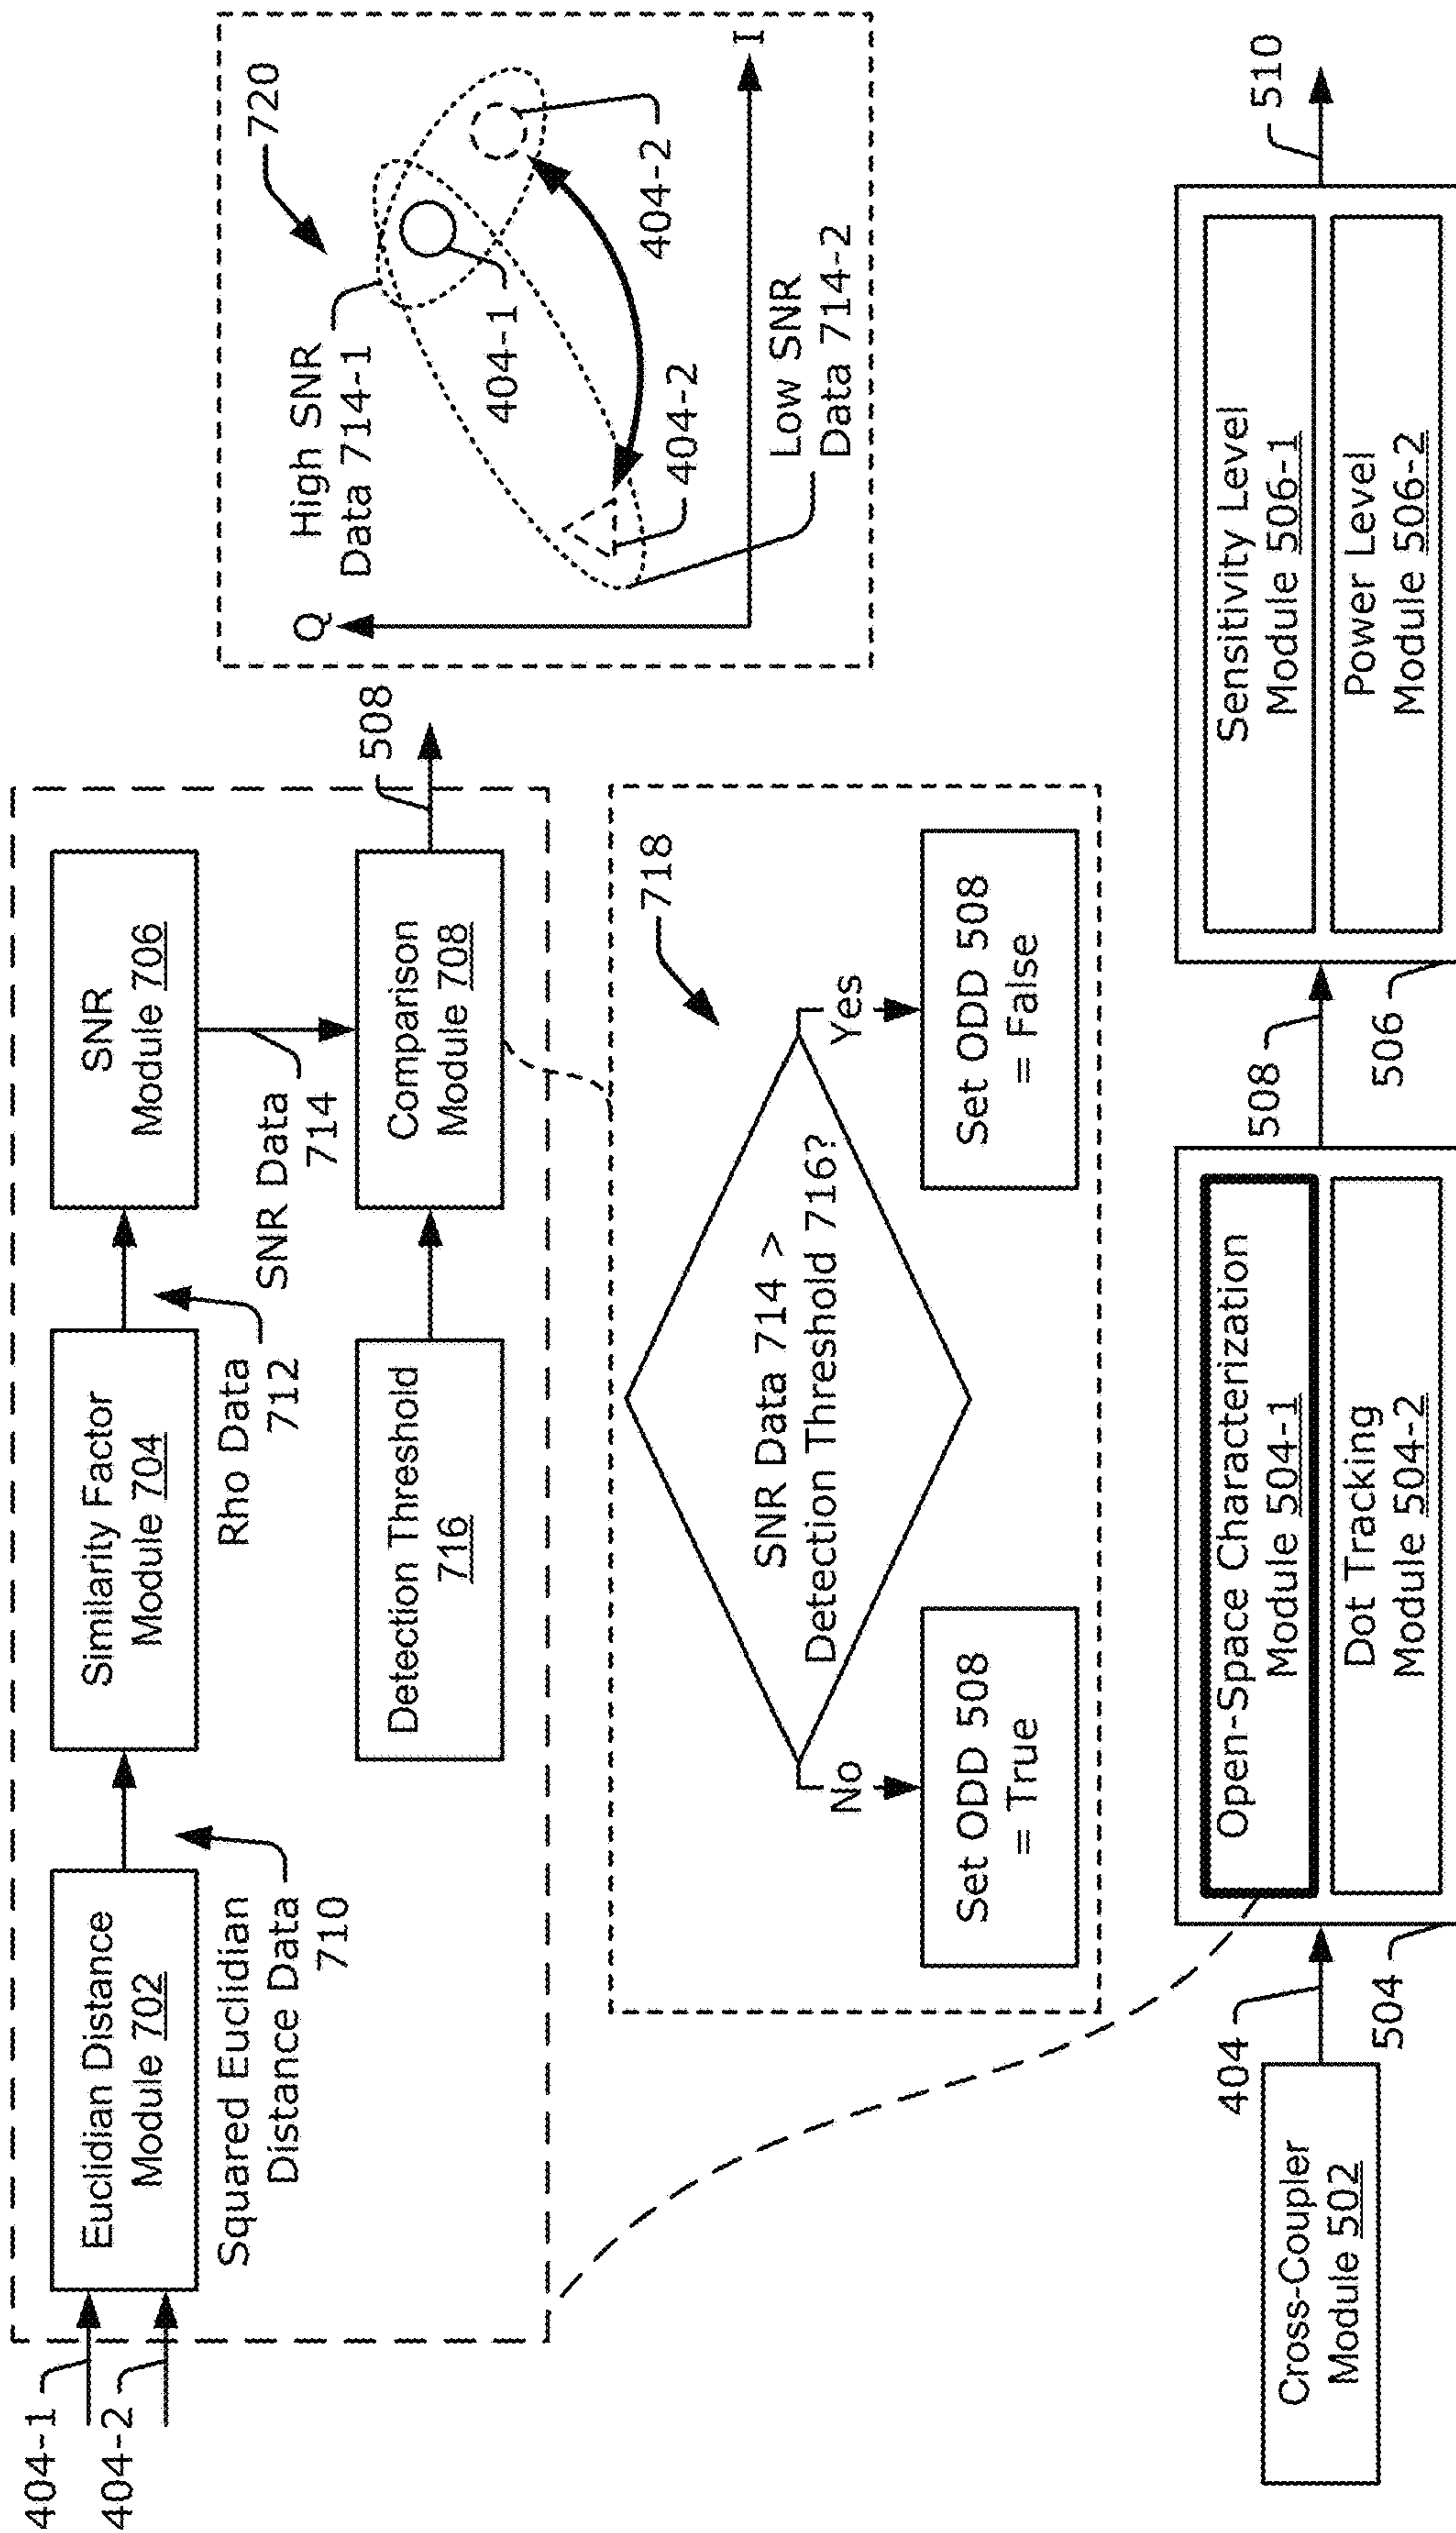 404-1
404-2
Euclidian Distance
Module 702
Squared Euclidian
Distance Data
710
Similarity Factor
Module 704
Rho Data
712
SNR
Module 706
SNR Data
714
Detection Threshold
716
Comparison
Module 708
508
718
SNR Data 714 >
Detection Threshold 716?
No
Yes
Set ODD 508
= True
Set ODD 508
= False
720
Q
High SNR
Data 714-1
404-1
404-2
404-2
Low SNR
Data 714-2
I
Cross-Coupler
Module 502
404
504
Open-Space Characterization
Module 504-1
Dot Tracking
Module 504-2
508
506
Sensitivity Level
Module 506-1
Power Level
Module 506-2
510